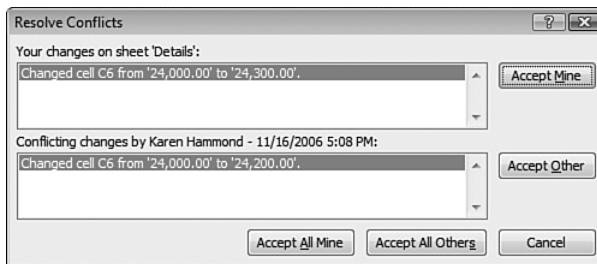 Resolve Conflicts
Your changes on sheet 'Details':
Changed cell C6 from '24,000.00' to '24,300.00'.
Accept Mine
Conflicting changes by Karen Hammond - 11/16/2006 5:08 PM:
Changed cell C6 from '24,000.00' to '24,200.00'.
Accept Other
Accept All Mine
Accept All Others
Cancel